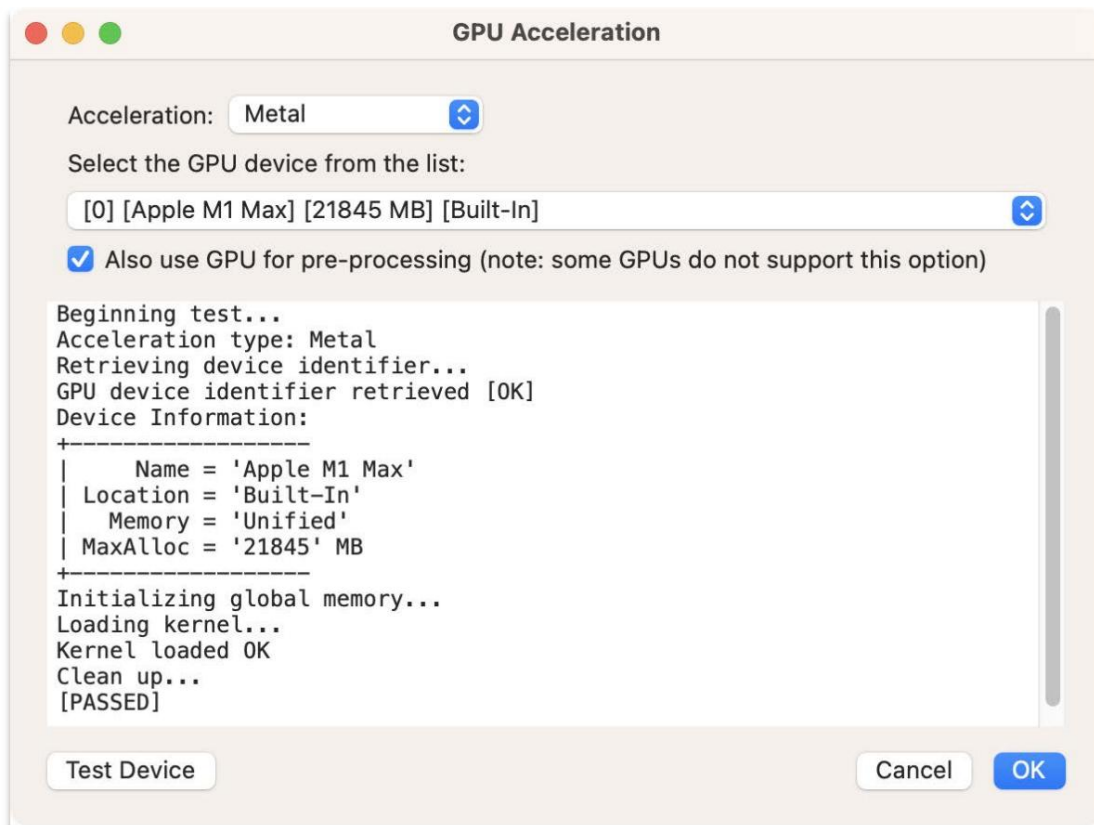 GPU Acceleration
Acceleration: Metal
Select the GPU device from the list:
[0] [Apple M1 Max] [21845 MB] [Built-In]
Also use GPU for pre-processing (note: some GPUs do not support this option)
Beginning test...
Acceleration type: Metal
Retrieving device identifier...
GPU device identifier retrieved [OK]
Device Information:
+------------------
|     Name = 'Apple M1 Max'
| Location = 'Built-In'
|   Memory = 'Unified'
| MaxAlloc = '21845' MB
+------------------
Initializing global memory...
Loading kernel...
Kernel loaded OK
Clean up...
[PASSED]
Test Device Cancel OK